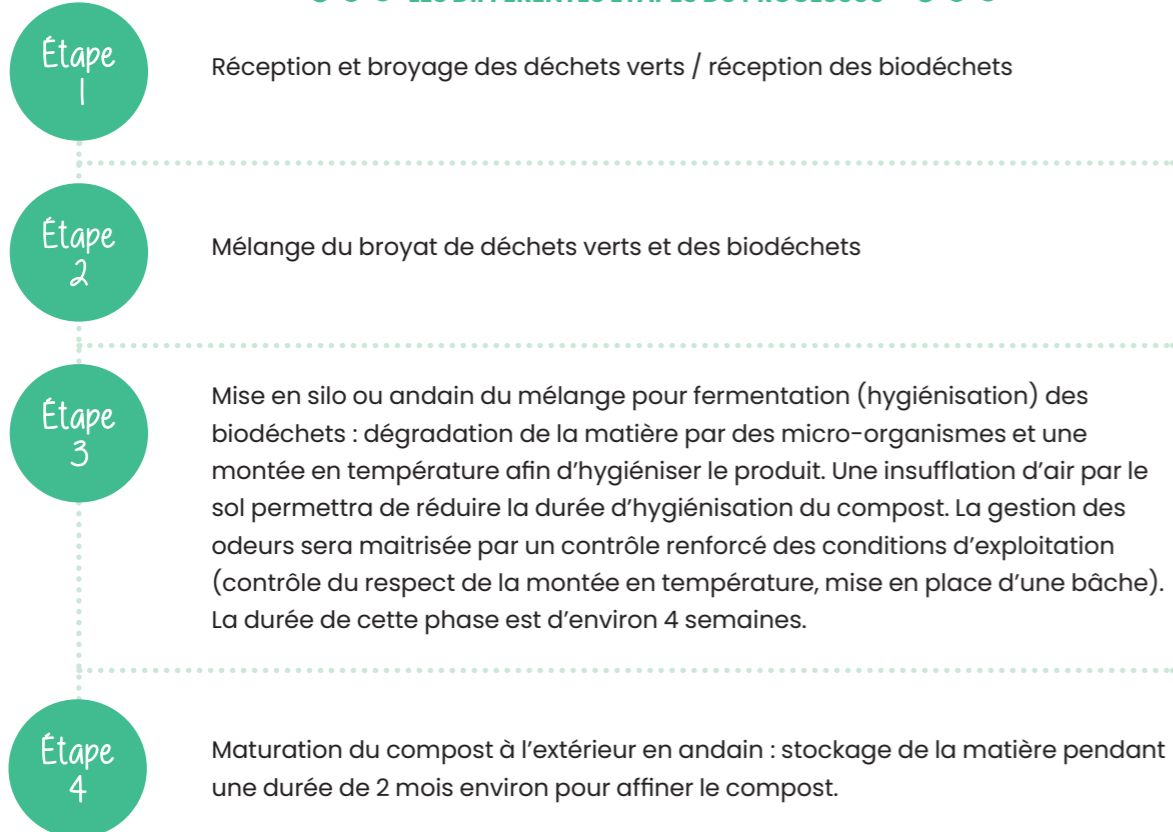 LES DIFFÉRENTES ÉTAPES DU PROCESSUS
Étape
1
Réception et broyage des déchets verts / réception des biodéchets
Étape
2
Mélange du broyat de déchets verts et des biodéchets
Étape
3
Mise en silo ou andain du mélange pour fermentation (hygiénisation) des
biodéchets : dégradation de la matière par des micro-organismes et une
montée en température afin d’hygiéniser le produit. Une insufflation d’air par le
sol permettra de réduire la durée d’hygiénisation du compost. La gestion des
odeurs sera maitrisée par un contrôle renforcé des conditions d’exploitation
(contrôle du respect de la montée en température, mise en place d’une bâche).
La durée de cette phase est d’environ 4 semaines.
Étape
4
Maturation du compost à l’extérieur en andain : stockage de la matière pendant
une durée de 2 mois environ pour affiner le compost.